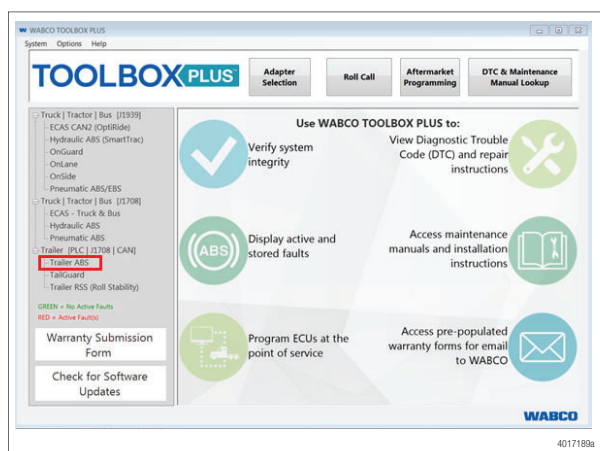 WABCO TOOLBOX PLUS
System Options Help
TOOLBOX PLUS
Adapter
Selection
Roll Call
Aftermarket
Programming
DTC & Maintenance
Manual Lookup
Truck | Tractor | Bus [J1939]
ECAS CAN2 (OptiRide)
Hydraulic ABS (SmartTrac)
OnGuard
OnLane
OnSide
Pneumatic ABS/EBS
Truck | Tractor | Bus [J1708]
ECAS - Truck & Bus
Hydraulic ABS
Pneumatic ABS
Trailer [PLC | J1708 | CAN]
Trailer ABS
TailGuard
Trailer RSS (Roll Stability)
GREEN = No Active Faults
RED = Active Fault(s)
Warranty Submission
Form
Check for Software
Updates
Use WABCO TOOLBOX PLUS to:
Verify system
integrity
View Diagnostic Trouble
Code (DTC) and repair
instructions
(ABS)
Display active and
stored faults
Access maintenance
manuals and installation
instructions
Program ECUs at the
point of service
Access pre-populated
warranty forms for email
to WABCO
WABCO
4017189a